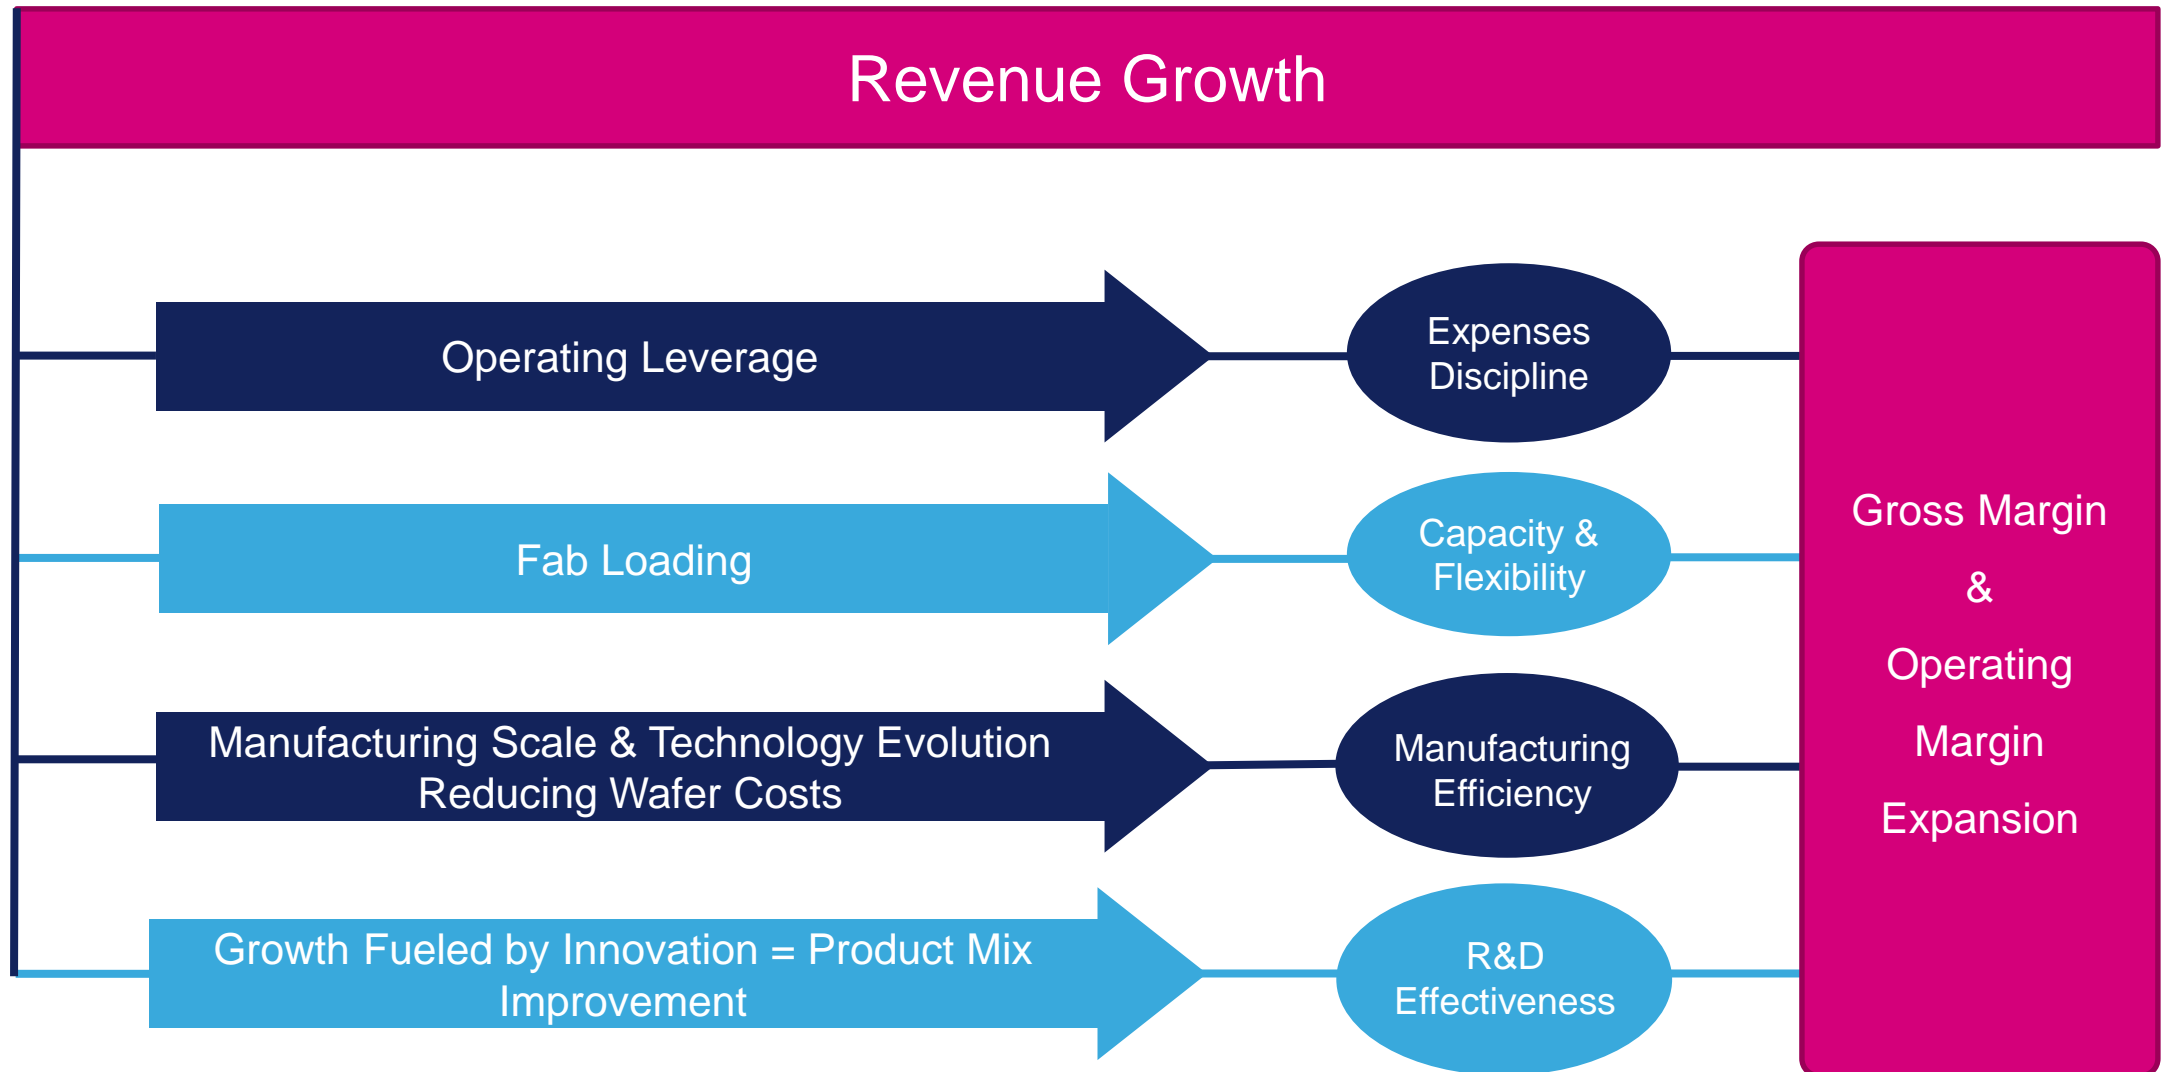 Revenue Growth
Operating Leverage
Expenses
Discipline
Fab Loading
Capacity &
Flexibility
Manufacturing Scale & Technology Evolution
Reducing Wafer Costs
Manufacturing
Efficiency
Growth Fueled by Innovation = Product Mix
Improvement
R&D
Effectiveness
Gross Margin
&
Operating
Margin
Expansion